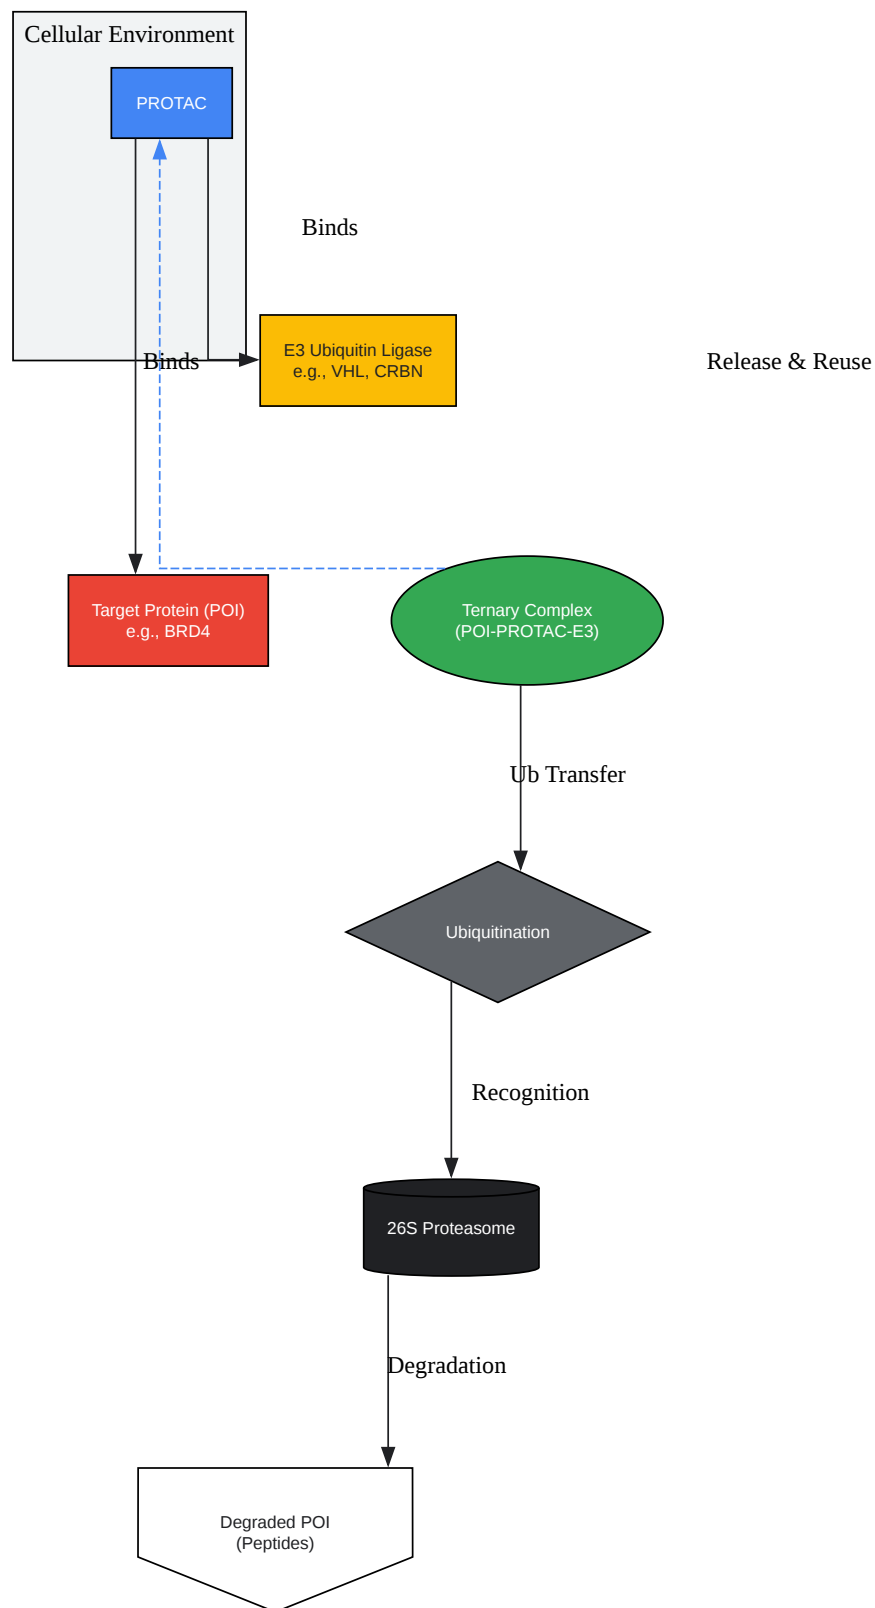 Cellular Environment
PROTAC
Binds
E3 Ubiquitin Ligase
e.g., VHL, CRBN
Binds
Release & Reuse
Target Protein (POI)
e.g., BRD4
Ternary Complex
(POI-PROTAC-E3)
Ub Transfer
Ubiquitination
Recognition
26S Proteasome
Degradation
Degraded POI
(Peptides)